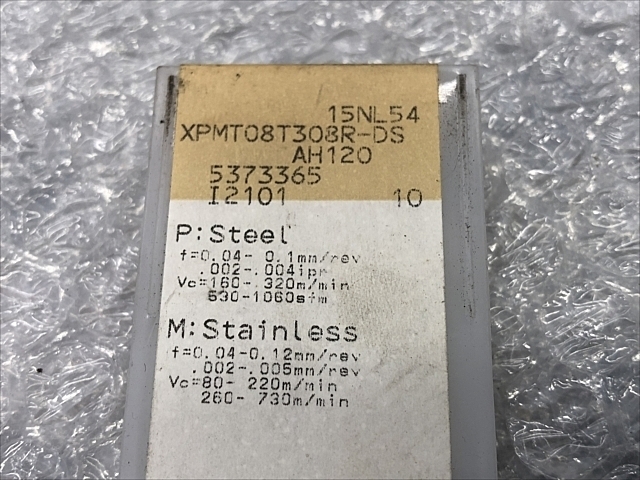 15NL54
XPMT08T308R-DS
AH120
5373365
I2101 10
P:Steel
f=0.04- 0.1mm/rev
.002-.004ipr
Vc=160- 320m/min
530-1060sfm
M:Stainless
f=0.04-0.12mm/rev
.002-.005mm/rev
Vc=80- 220m/min
260- 730m/min